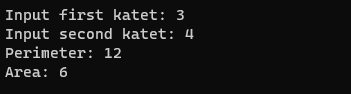 Input first katet: 3
Input second katet: 4
Perimeter: 12
Area: 6